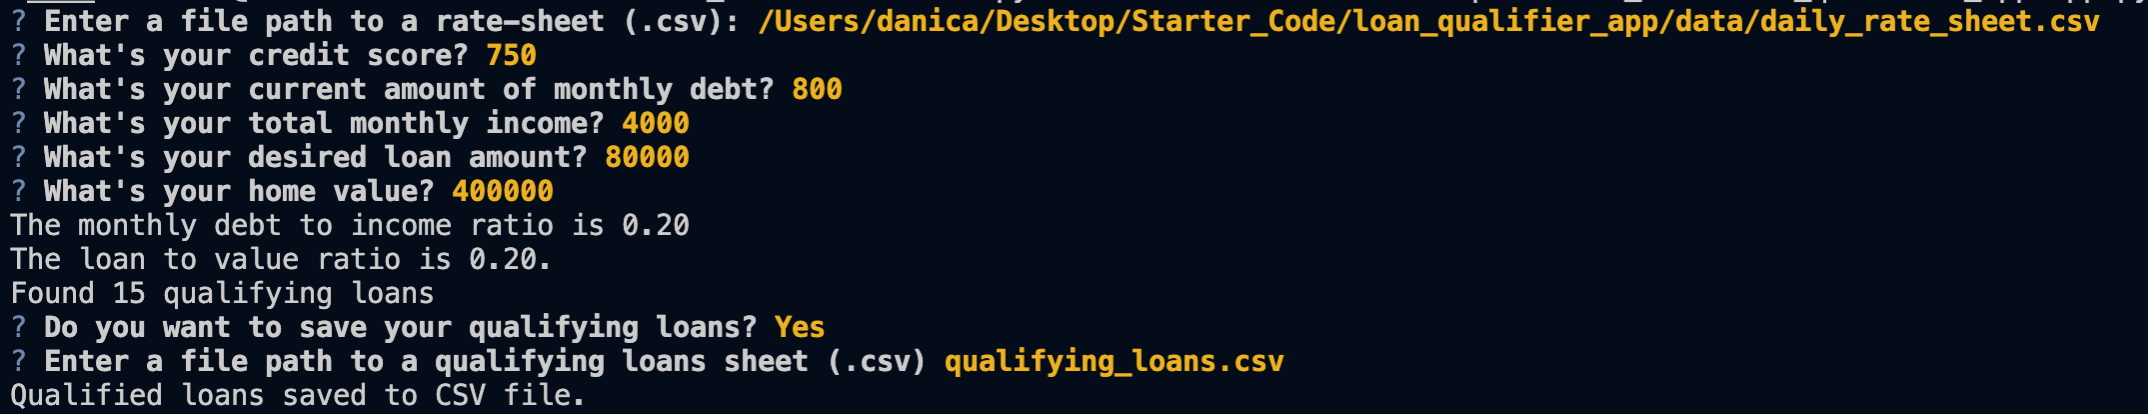 ? Enter a file path to a rate-sheet (.csv): /Users/danica/Desktop/Starter_Code/loan_qualifier_app/data/daily_rate_sheet.csv
? What's your credit score? 750
? What's your current amount of monthly debt? 800
? What's your total monthly income? 4000
? What's your desired loan amount? 80000
? What's your home value? 400000
The monthly debt to income ratio is 0.20
The loan to value ratio is 0.20.
Found 15 qualifying loans
? Do you want to save your qualifying loans? Yes
? Enter a file path to a qualifying loans sheet (.csv) qualifying_loans.csv
Qualified loans saved to CSV file.